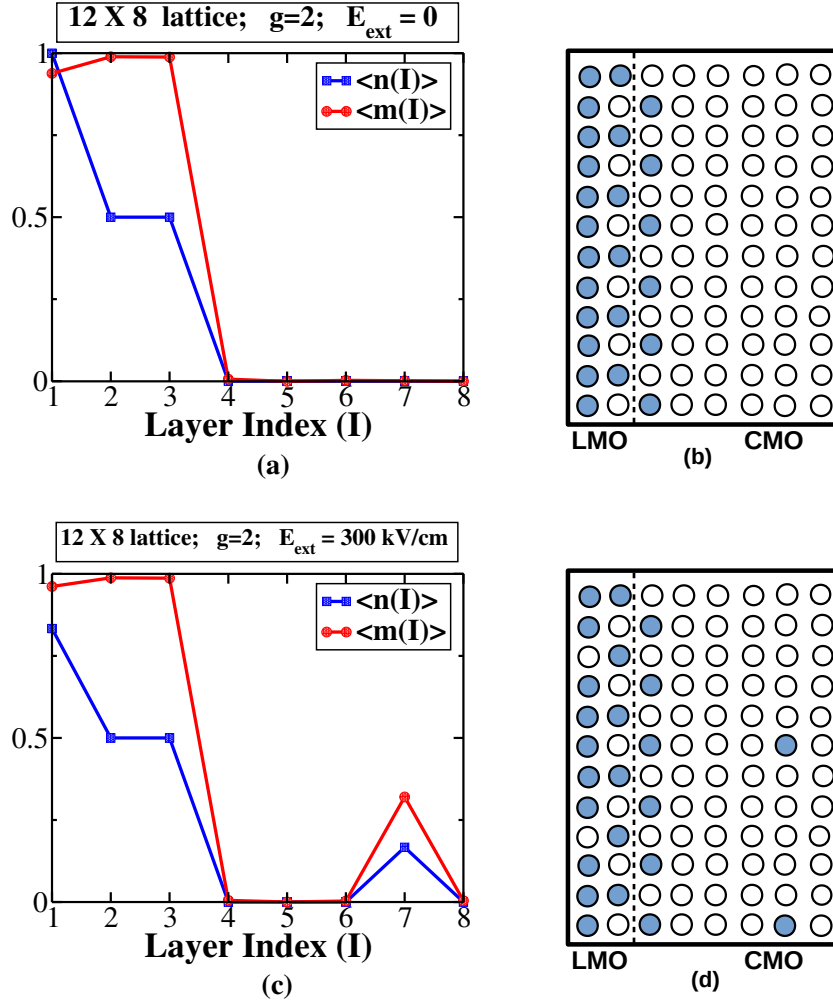 12 X 8 lattice; g=2; E_ext = 0
1
<n(I)>
<m(I)>
0.5
0
1 2 3 4 5 6 7 8
Layer Index (I)
(a)
LMO CMO
(b)
12 X 8 lattice; g=2; E_ext = 300 kV/cm
1
<n(I)>
<m(I)>
0.5
0
1 2 3 4 5 6 7 8
Layer Index (I)
(c)
LMO CMO
(d)